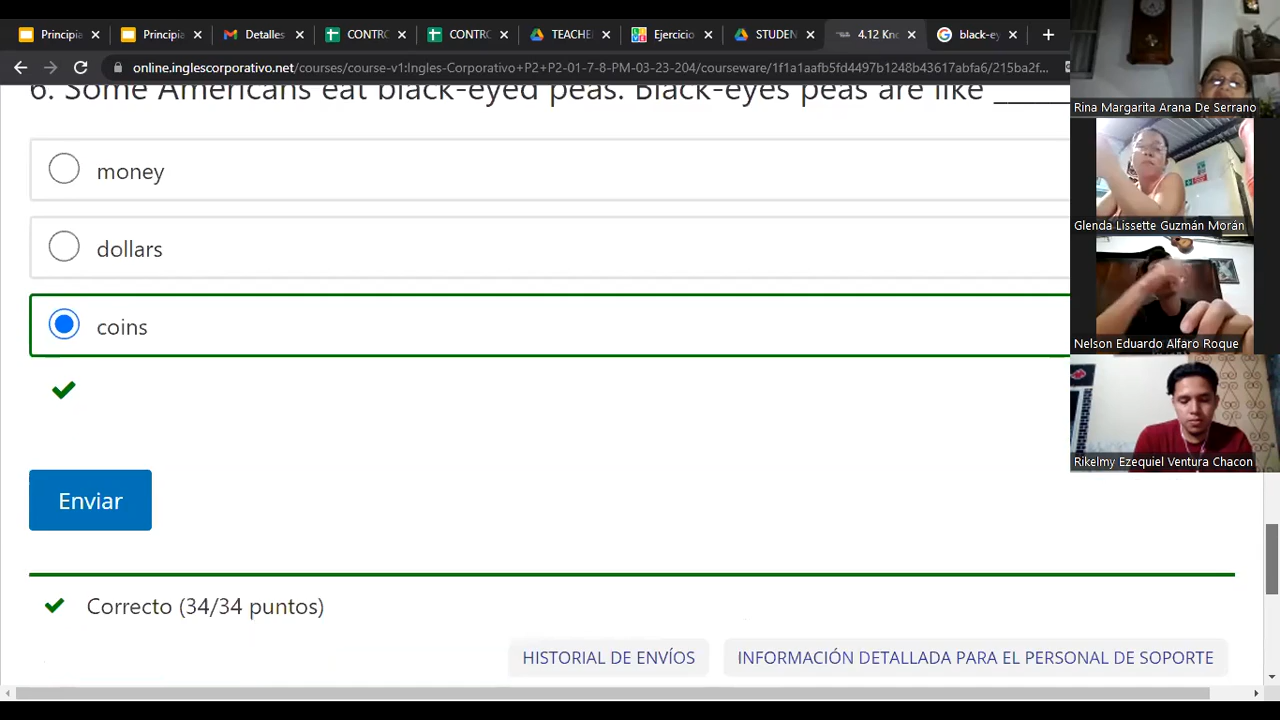 Principia
Principia
Detalles
CONTRO
CONTRO
TEACHE
Ejercicio
STUDEN
4.12 Kno
black-ey
online.inglescorporativo.net/courses/course-v1:Ingles-Corporativo+P2+P2-01-7-8-PM-03-23-204/courseware/1f1a1aafb5fd4497b1248b43617abfa6/215ba2f...
6. Some Americans eat black-eyed peas. Black-eyes peas are like ______
money
dollars
coins
Enviar
Correcto (34/34 puntos)
HISTORIAL DE ENVÍOS
INFORMACIÓN DETALLADA PARA EL PERSONAL DE SOPORTE
Rina Margarita Arana De Serrano
Glenda Lissette Guzmán Morán
Nelson Eduardo Alfaro Roque
Rikelmy Ezequiel Ventura Chacon